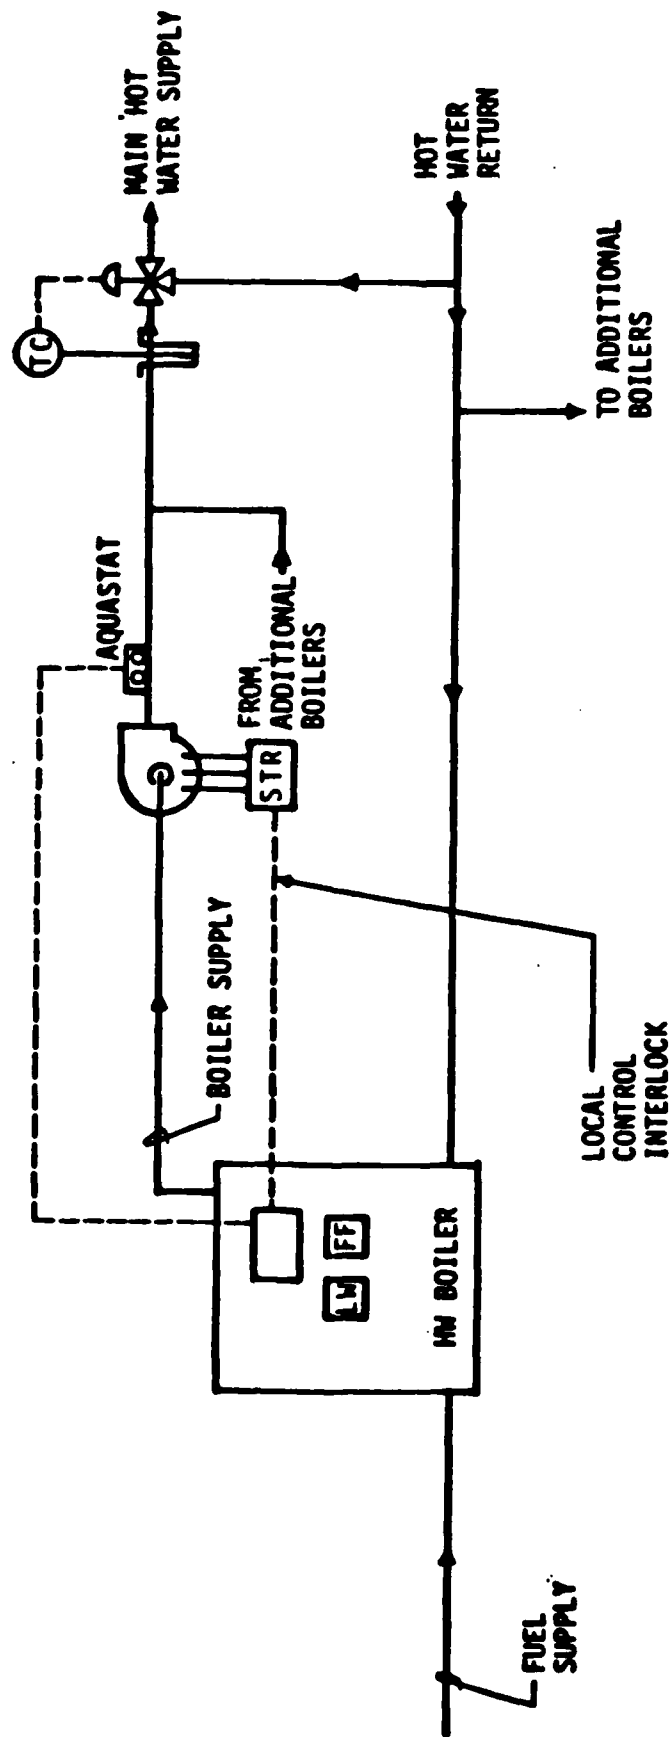 MAIN HOT
WATER SUPPLY
TC
HOT
WATER
RETURN
AQUASTAT
TO ADDITIONAL
BOILERS
FROM
ADDITIONAL
BOILERS
STR
BOILER SUPPLY
LOCAL
CONTROL
INTERLOCK
LW
FF
HW BOILER
FUEL
SUPPLY